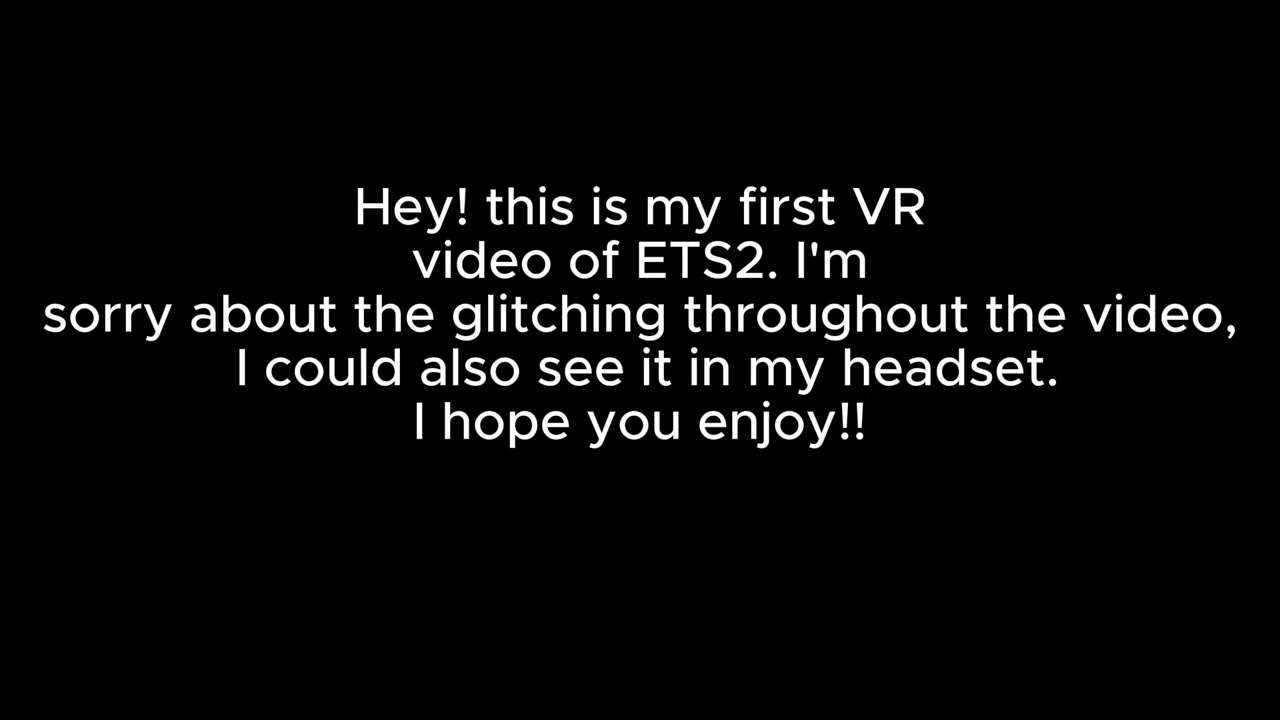 Hey! this is my first VR
video of ETS2. I'm
sorry about the glitching throughout the video,
I could also see it in my headset.
I hope you enjoy!!